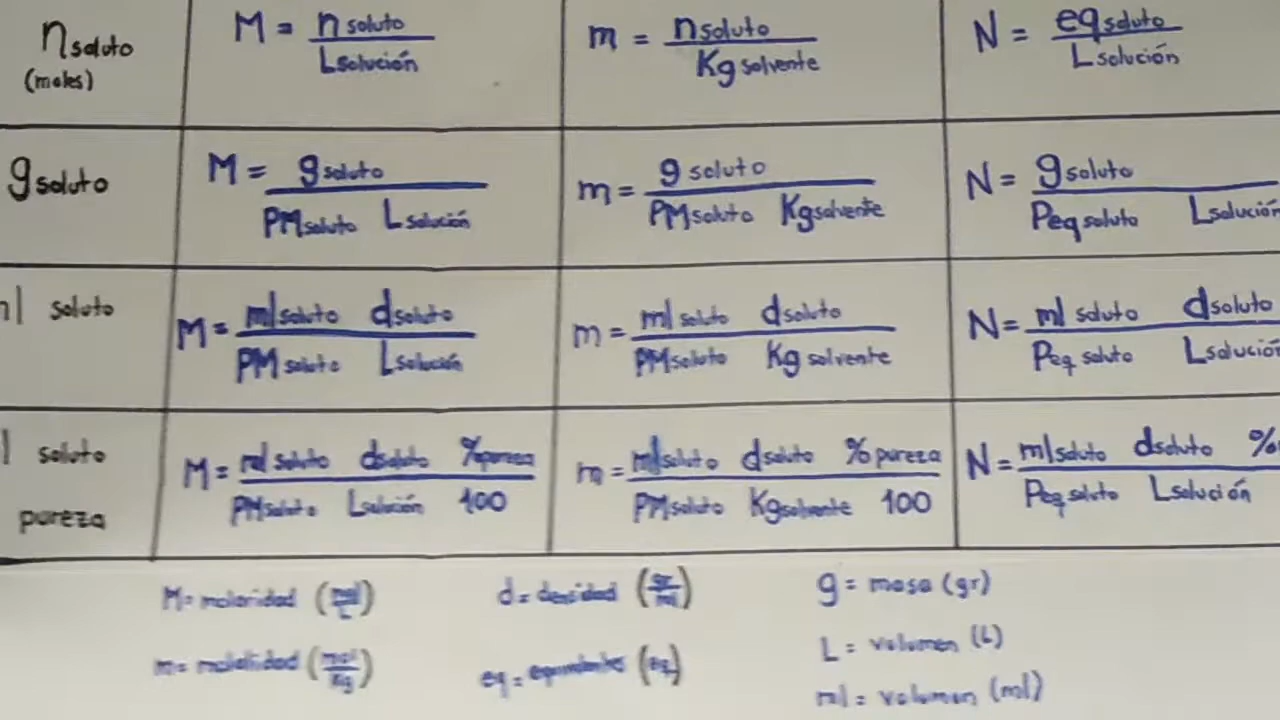 n soluto
(moles)
M = n soluto / L solución
m = n soluto / Kg solvente
N = eq soluto / L solución
g soluto
M = g soluto / PM soluto L solución
m = g soluto / PM soluto Kg solvente
N = g soluto / Peq soluto L solución
ml soluto
M = ml soluto d soluto / PM soluto L solución
m = ml soluto d soluto / PM soluto Kg solvente
N = ml soluto d soluto / Peq soluto L solución
l soluto
pureza
M = ml soluto d soluto % pureza / PM soluto L solución 100
m = ml soluto d soluto % pureza / PM soluto Kg solvente 100
N = ml soluto d soluto % / Peq soluto L solución
M = molaridad (mol/L)
d = densidad (gr/ml)
g = masa (gr)
m = molalidad (mol/Kg)
eq = equivalentes (eq)
L = volumen (L)
ml = volumen (ml)